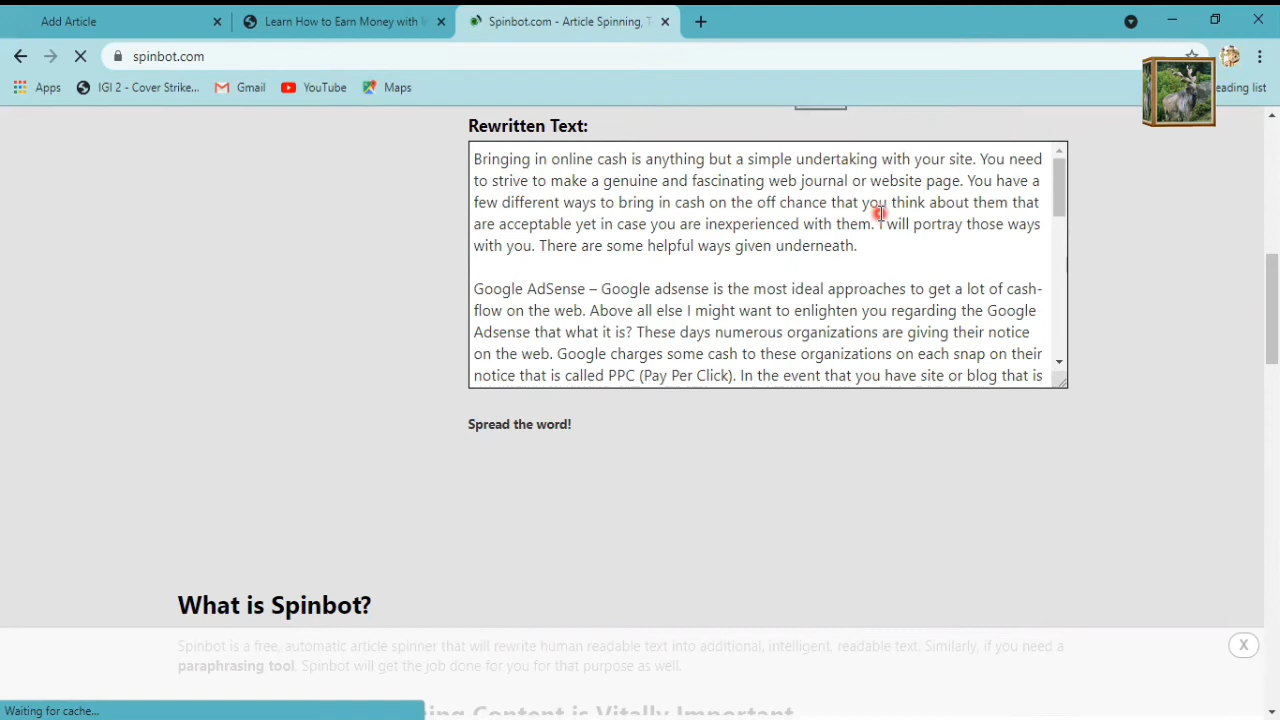 Add Article
Learn How to Earn Money with
Spinbot.com - Article Spinning, T
spinbot.com
Apps
IGI 2 - Cover Strike...
Gmail
YouTube
Maps
eading list
Rewritten Text:
Bringing in online cash is anything but a simple undertaking with your site. You need
to strive to make a genuine and fascinating web journal or website page. You have a
few different ways to bring in cash on the off chance that you think about them that
are acceptable yet in case you are inexperienced with them. I will portray those ways
with you. There are some helpful ways given underneath.
Google AdSense – Google adsense is the most ideal approaches to get a lot of cash-
flow on the web. Above all else I might want to enlighten you regarding the Google
Adsense that what it is? These days numerous organizations are giving their notice
on the web. Google charges some cash to these organizations on each snap on their
notice that is called PPC (Pay Per Click). In the event that you have site or blog that is
Spread the word!
What is Spinbot?
Spinbot is a free, automatic article spinner that will rewrite human readable text into additional, intelligent, readable text. Similarly, if you need a
paraphrasing tool, Spinbot will get the job done for you for that purpose as well.
X
ing Content is Vitally Important
Waiting for cache...